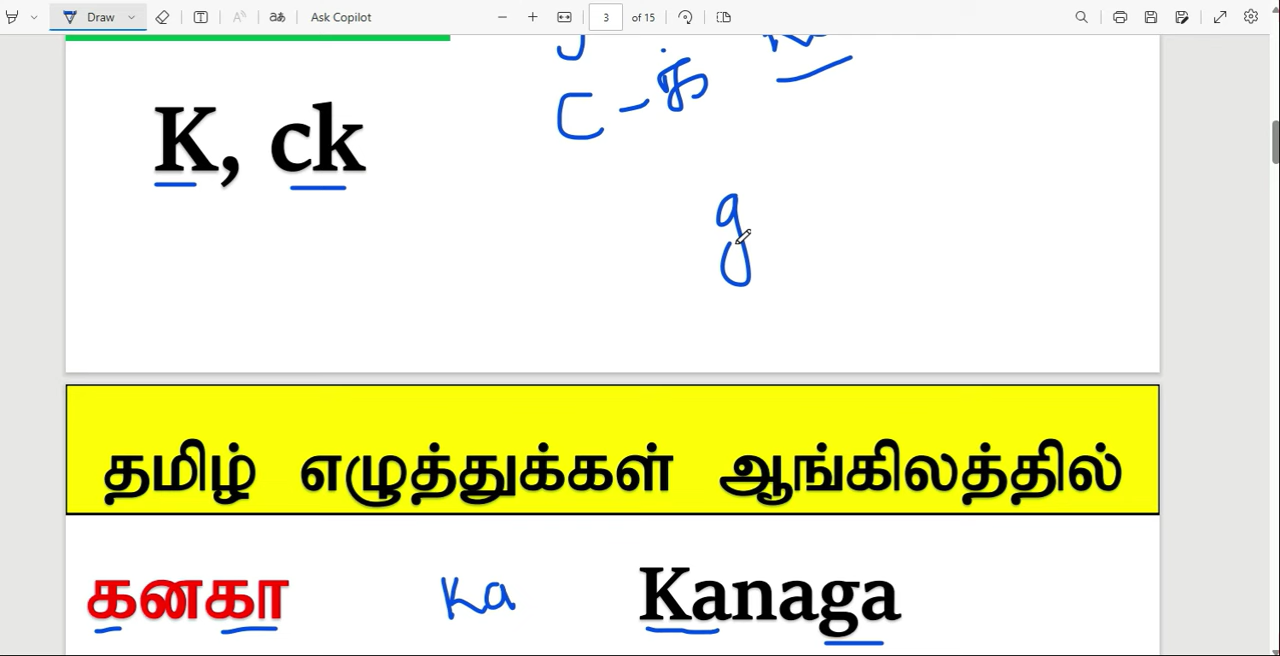 Draw
Ask Copilot
3 of 15
C - க்
K, ck
g
தமிழ் எழுத்துக்கள் ஆங்கிலத்தில்
கனகா Ka Kanaga